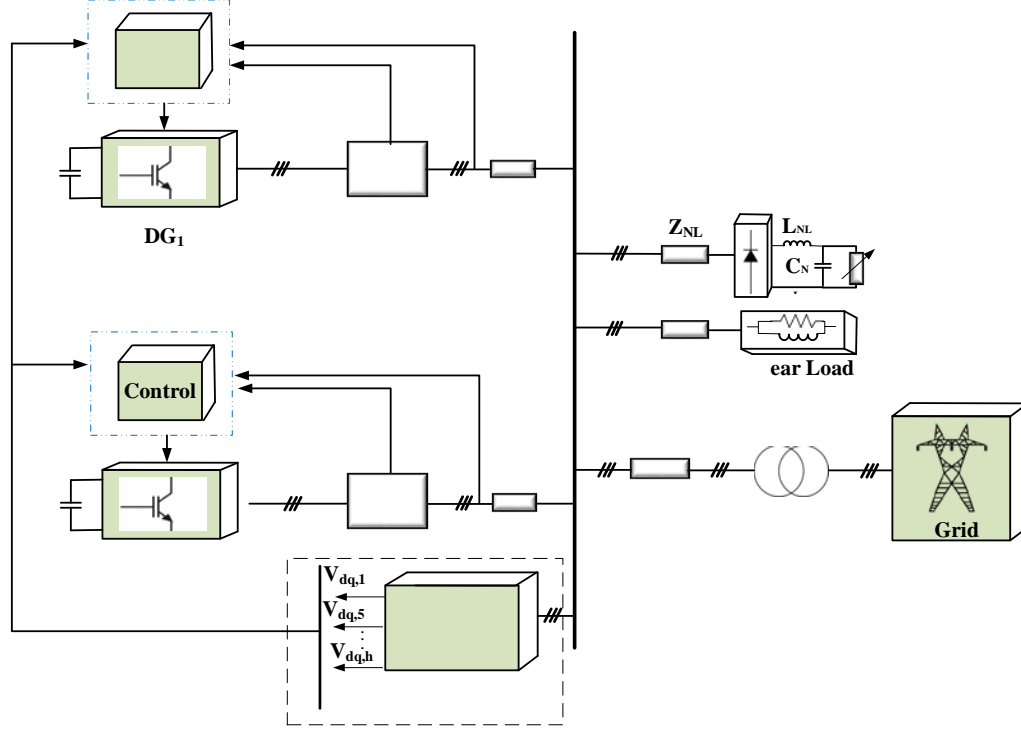 DG1
ZNL
LNL
CN
ear Load
Control
Grid
Vdq,1
Vdq,5
Vdq,h